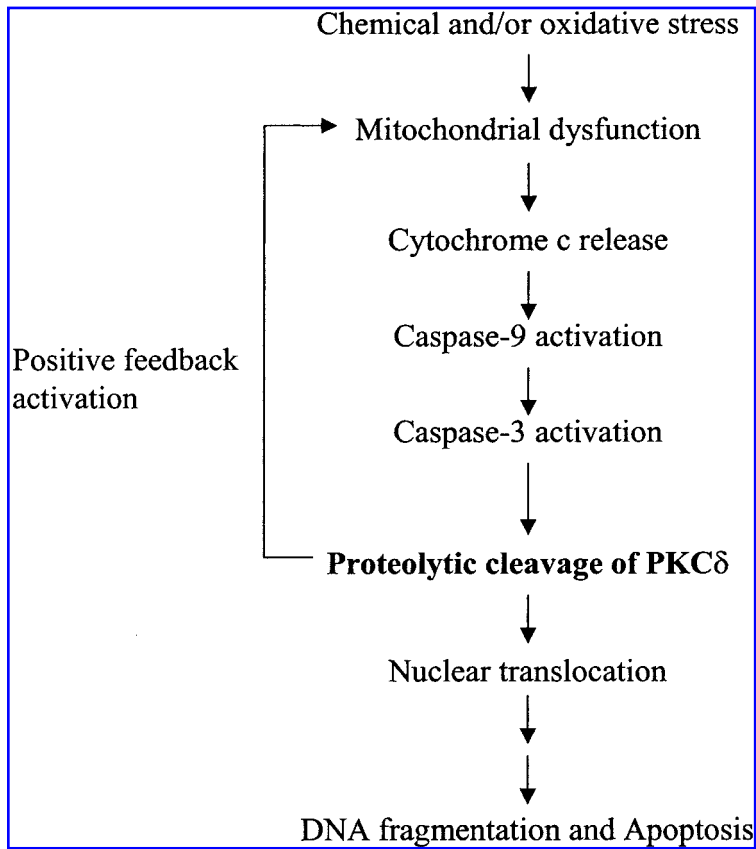 Chemical and/or oxidative stress
Mitochondrial dysfunction
Cytochrome c release
Caspase-9 activation
Positive feedback
activation
Caspase-3 activation
Proteolytic cleavage of PKCδ
Nuclear translocation
DNA fragmentation and Apoptosis